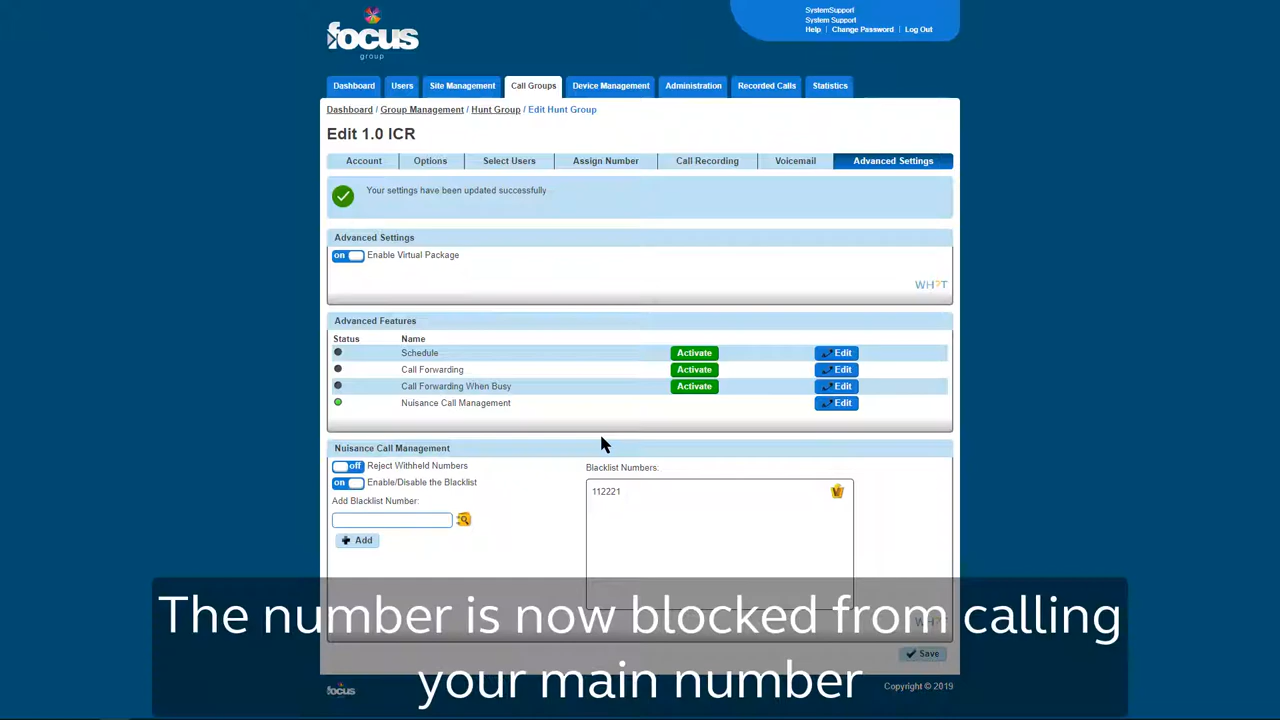 SystemSupport
System Support
Help / Change Password / Log Out
focus
group
Dashboard Users Site Management Call Groups Device Management Administration Recorded Calls Statistics
Dashboard / Group Management / Hunt Group / Edit Hunt Group
Edit 1.0 ICR
Account Options Select Users Assign Number Call Recording Voicemail Advanced Settings
Your settings have been updated successfully
Advanced Settings
on Enable Virtual Package
WH?T
Advanced Features
Status Name
Schedule Activate Edit
Call Forwarding Activate Edit
Call Forwarding When Busy Activate Edit
Nuisance Call Management Edit
Nuisance Call Management
off Reject Withheld Numbers
on Enable/Disable the Blacklist
Add Blacklist Number:
Add
Blacklist Numbers:
112221
The number is now blocked from calling
your main number
WH?T
Save
focus
Copyright © 2019